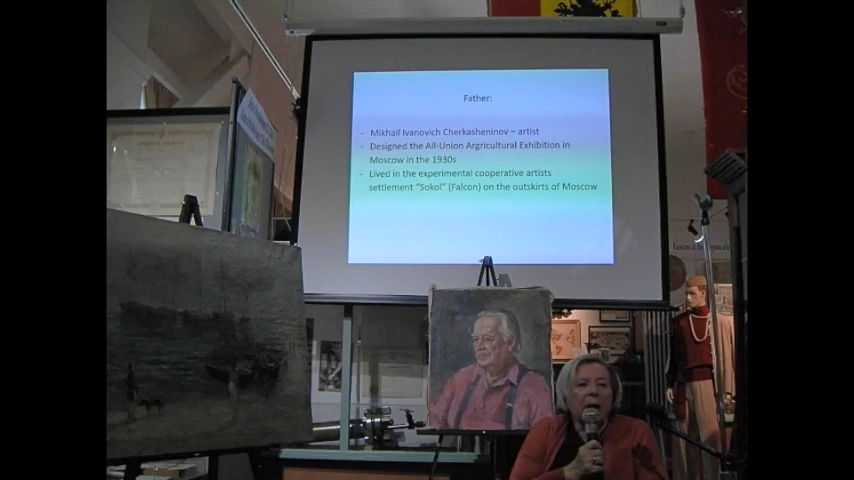 Father:
- Mikhail Ivanovich Cherkasheninov – artist
- Designed the All-Union Argricultural Exhibition in
Moscow in the 1930s
- Lived in the experimental cooperative artists
settlement "Sokol" (Falcon) on the outskirts of Moscow